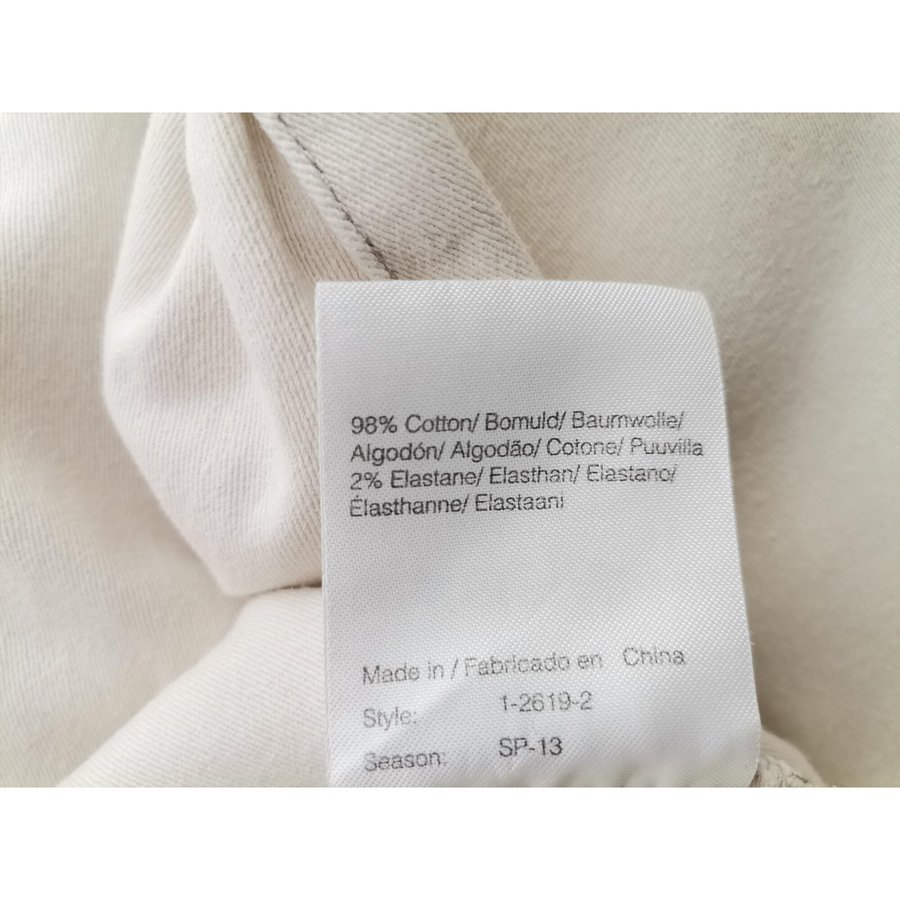 98% Cotton/ Bomuld/ Baumwolle/
Algodón/ Algodão/ Cotone/ Puuvilla
2% Elastane/ Elasthan/ Elastano/
Élasthanne/ Elastaani
Made in / Fabricado en China
Style: 1-2619-2
Season: SP-13